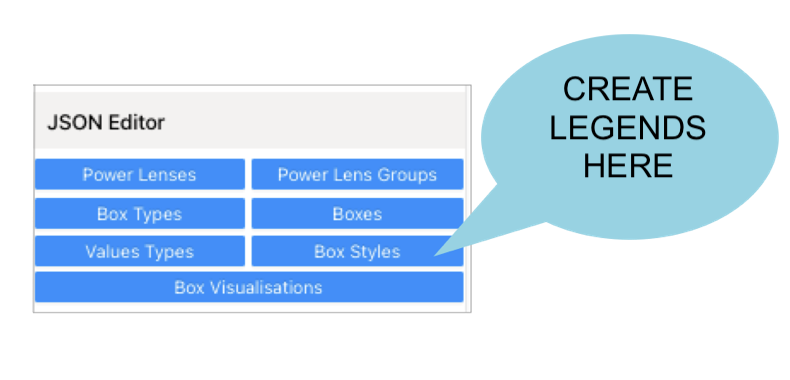 JSON Editor
Power Lenses
Power Lens Groups
Box Types
Boxes
Values Types
Box Styles
Box Visualisations
CREATE
LEGENDS
HERE